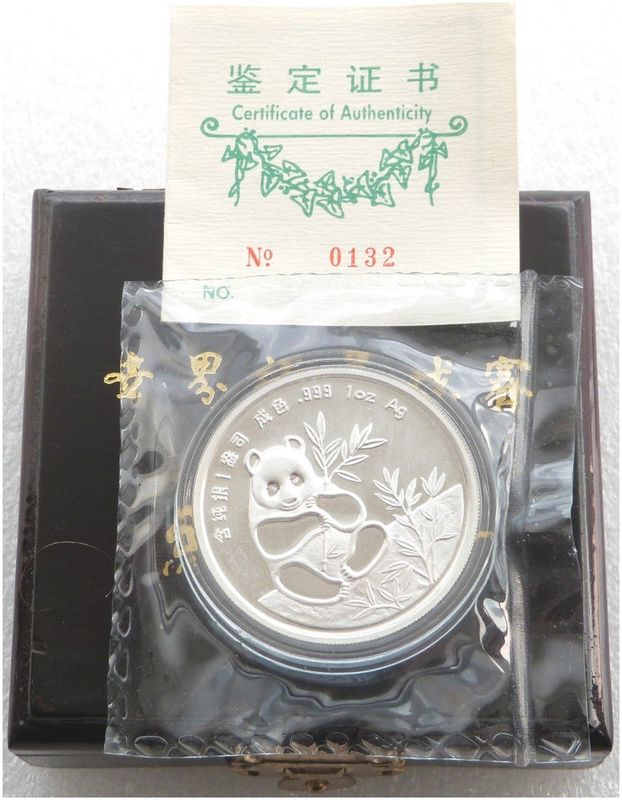 鉴定证书
Certificate of Authenticity
№ 0132
NO.
含纯银1盎司 成色 .999 1oz Ag